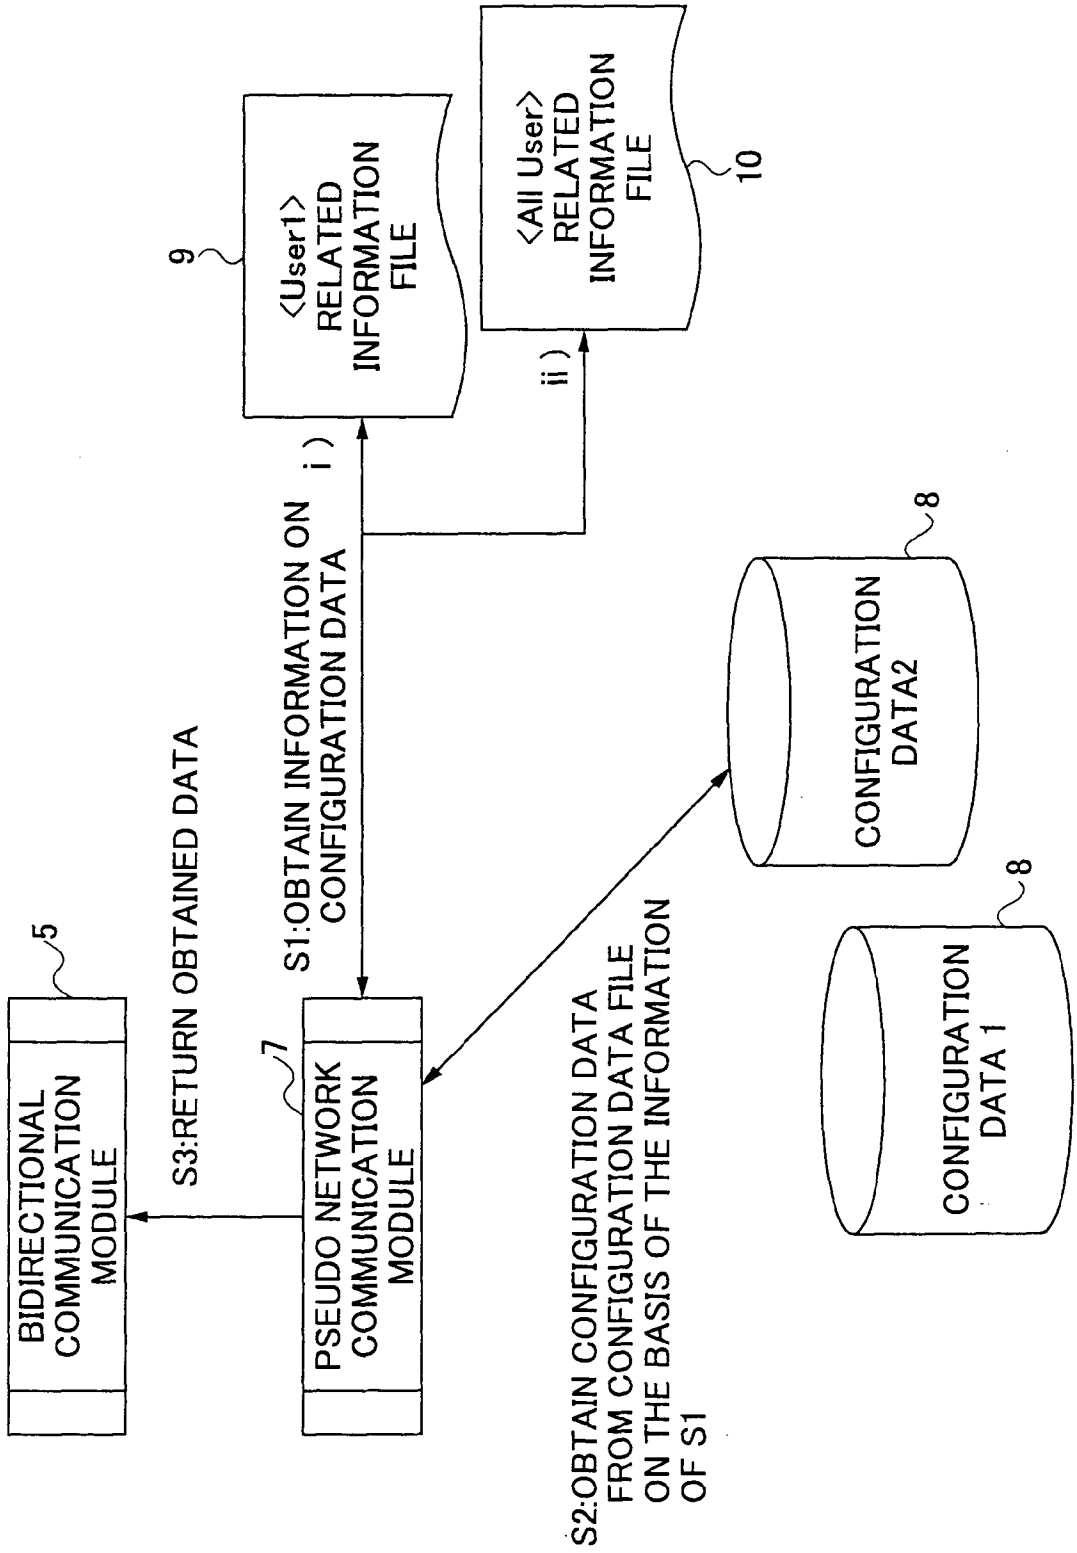 BIDIRECTIONAL
COMMUNICATION
MODULE
5
S3:RETURN OBTAINED DATA
7
PSEUDO NETWORK
COMMUNICATION
MODULE
S1:OBTAIN INFORMATION ON
CONFIGURATION DATA
i )
ii )
9
<User1>
RELATED
INFORMATION
FILE
<All User>
RELATED
INFORMATION
FILE
10
S2:OBTAIN CONFIGURATION DATA
FROM CONFIGURATION DATA FILE
ON THE BASIS OF THE INFORMATION
OF S1
CONFIGURATION
DATA2
8
CONFIGURATION
DATA 1
8